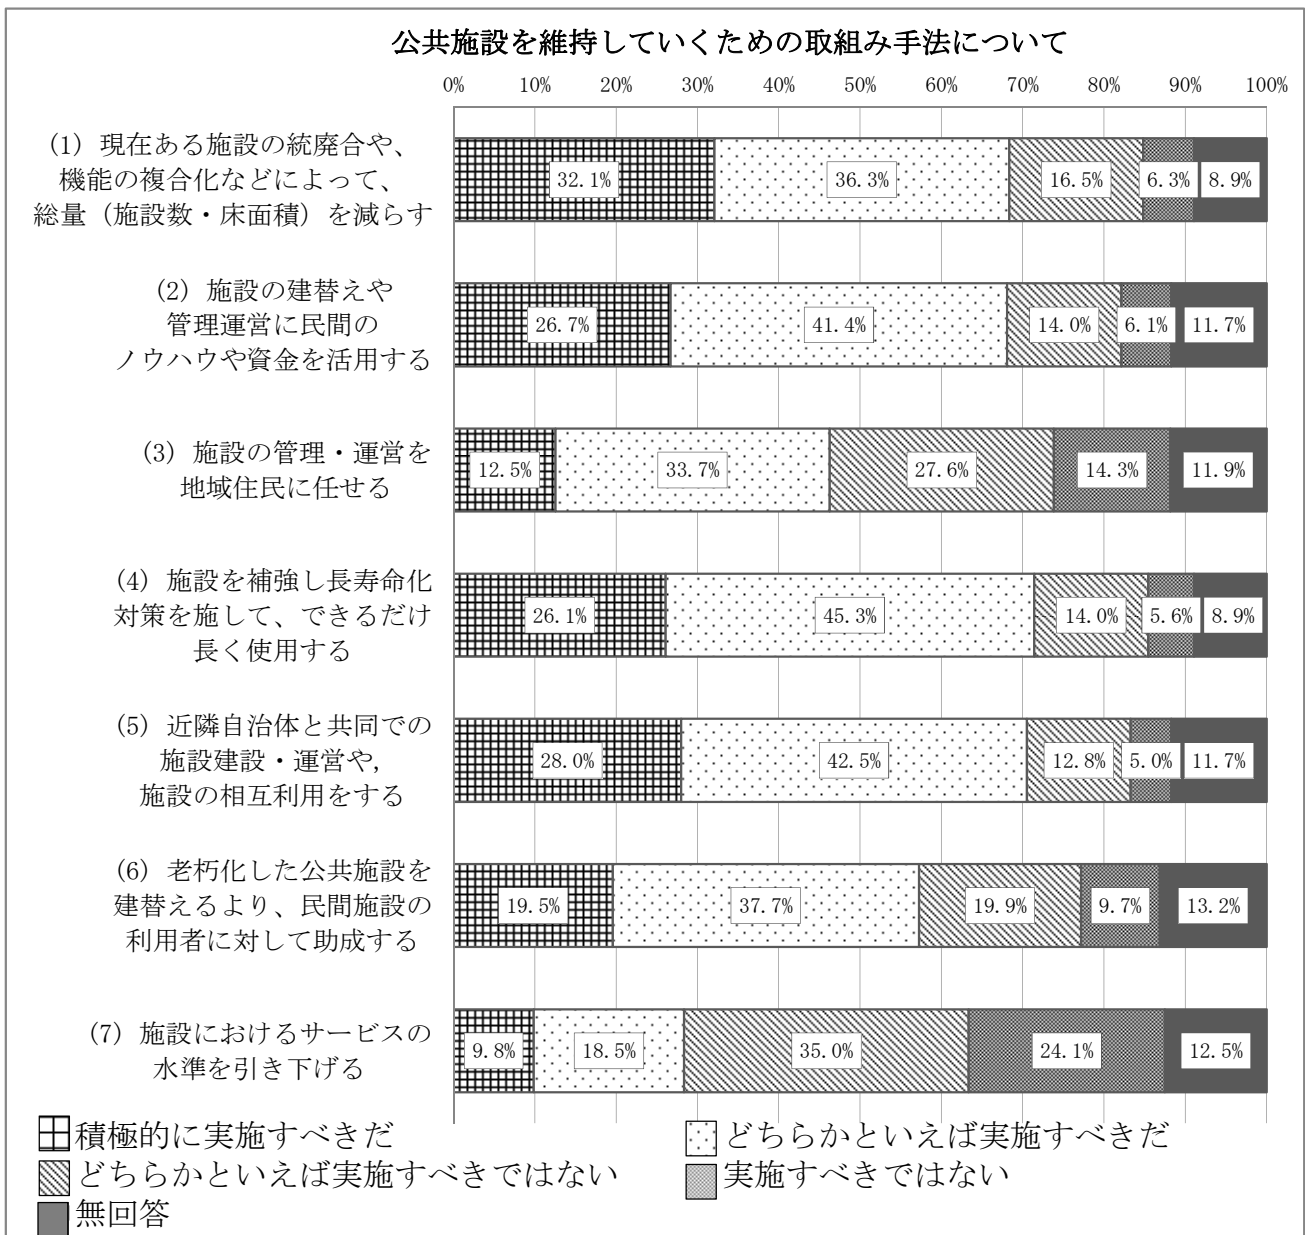 公共施設を維持していくための取組み手法について
0% 10% 20% 30% 40% 50% 60% 70% 80% 90% 100%
(1) 現在ある施設の統廃合や、
機能の複合化などによって、
総量（施設数・床面積）を減らす
32.1% 36.3% 16.5% 6.3% 8.9%
(2) 施設の建替えや
管理運営に民間の
ノウハウや資金を活用する
26.7% 41.4% 14.0% 6.1% 11.7%
(3) 施設の管理・運営を
地域住民に任せる
12.5% 33.7% 27.6% 14.3% 11.9%
(4) 施設を補強し長寿命化
対策を施して、できるだけ
長く使用する
26.1% 45.3% 14.0% 5.6% 8.9%
(5) 近隣自治体と共同での
施設建設・運営や,
施設の相互利用をする
28.0% 42.5% 12.8% 5.0% 11.7%
(6) 老朽化した公共施設を
建替えるより、民間施設の
利用者に対して助成する
19.5% 37.7% 19.9% 9.7% 13.2%
(7) 施設におけるサービスの
水準を引き下げる
9.8% 18.5% 35.0% 24.1% 12.5%
積極的に実施すべきだ
どちらかといえば実施すべきだ
どちらかといえば実施すべきではない
実施すべきではない
無回答